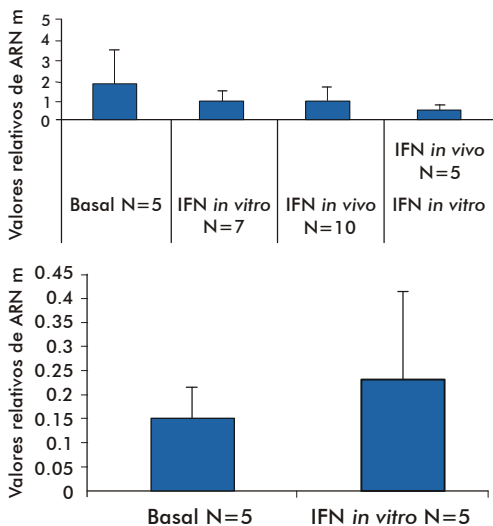 Valores relativos de ARN m
5
4
3
2
1
0
IFN in vivo
N=5
Basal N=5 IFN in vitro IFN in vivo IFN in vitro
N=7 N=10
Valores relativos de ARN m
0.45
0.4
0.35
0.3
0.25
0.2
0.15
0.1
0.05
0
Basal N=5 IFN in vitro N=5